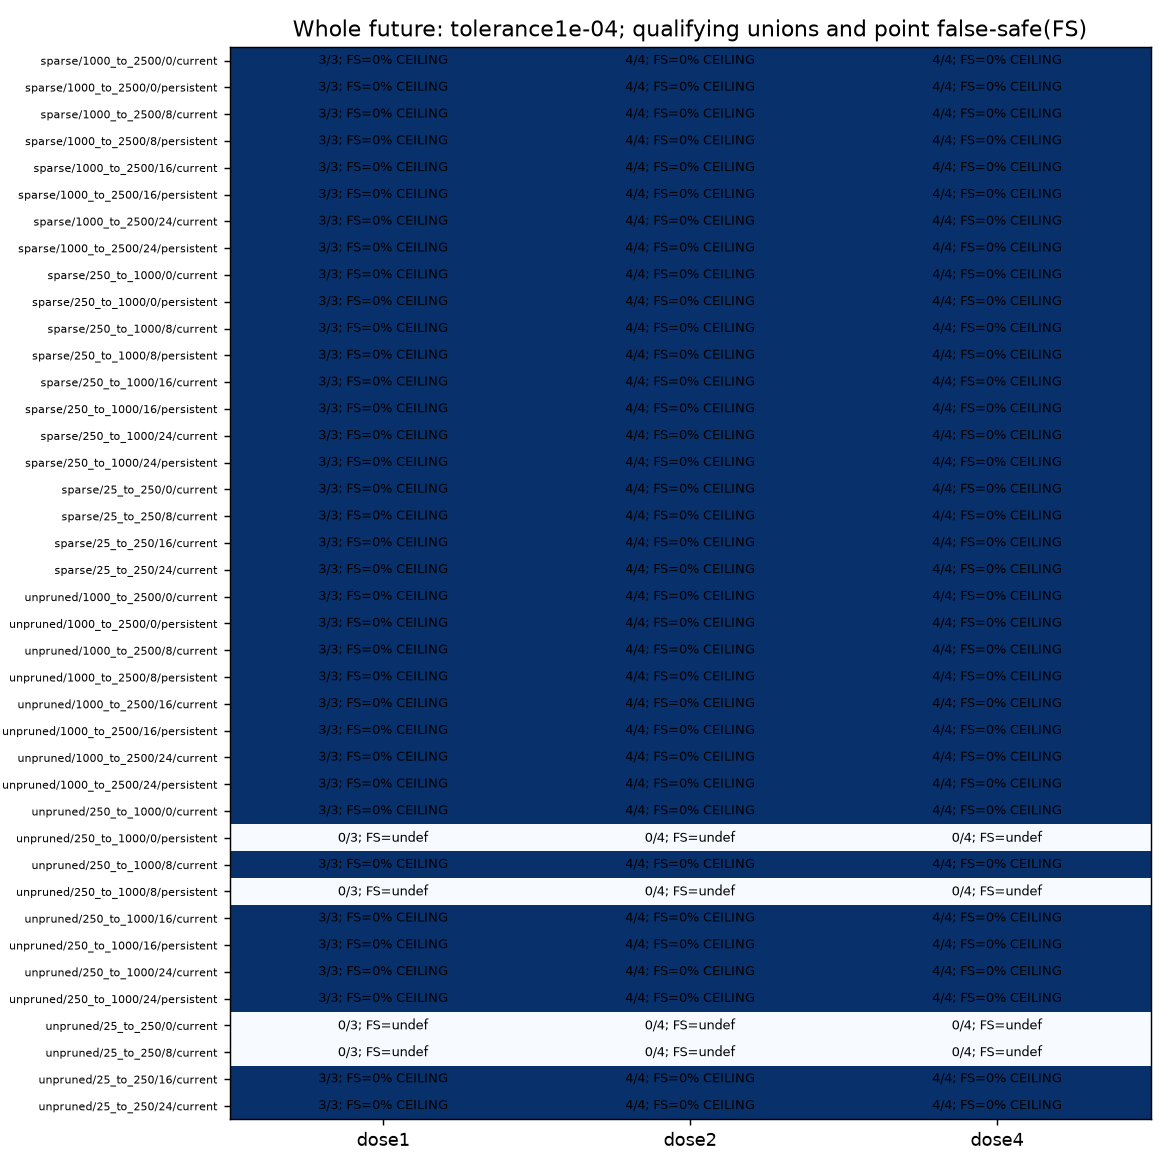 Whole future: tolerance1e-04; qualifying unions and point false-safe(FS)
sparse/1000_to_2500/0/current 3/3; FS=0% CEILING 4/4; FS=0% CEILING 4/4; FS=0% CEILING
sparse/1000_to_2500/0/persistent 3/3; FS=0% CEILING 4/4; FS=0% CEILING 4/4; FS=0% CEILING
sparse/1000_to_2500/8/current 3/3; FS=0% CEILING 4/4; FS=0% CEILING 4/4; FS=0% CEILING
sparse/1000_to_2500/8/persistent 3/3; FS=0% CEILING 4/4; FS=0% CEILING 4/4; FS=0% CEILING
sparse/1000_to_2500/16/current 3/3; FS=0% CEILING 4/4; FS=0% CEILING 4/4; FS=0% CEILING
sparse/1000_to_2500/16/persistent 3/3; FS=0% CEILING 4/4; FS=0% CEILING 4/4; FS=0% CEILING
sparse/1000_to_2500/24/current 3/3; FS=0% CEILING 4/4; FS=0% CEILING 4/4; FS=0% CEILING
sparse/1000_to_2500/24/persistent 3/3; FS=0% CEILING 4/4; FS=0% CEILING 4/4; FS=0% CEILING
sparse/250_to_1000/0/current 3/3; FS=0% CEILING 4/4; FS=0% CEILING 4/4; FS=0% CEILING
sparse/250_to_1000/0/persistent 3/3; FS=0% CEILING 4/4; FS=0% CEILING 4/4; FS=0% CEILING
sparse/250_to_1000/8/current 3/3; FS=0% CEILING 4/4; FS=0% CEILING 4/4; FS=0% CEILING
sparse/250_to_1000/8/persistent 3/3; FS=0% CEILING 4/4; FS=0% CEILING 4/4; FS=0% CEILING
sparse/250_to_1000/16/current 3/3; FS=0% CEILING 4/4; FS=0% CEILING 4/4; FS=0% CEILING
sparse/250_to_1000/16/persistent 3/3; FS=0% CEILING 4/4; FS=0% CEILING 4/4; FS=0% CEILING
sparse/250_to_1000/24/current 3/3; FS=0% CEILING 4/4; FS=0% CEILING 4/4; FS=0% CEILING
sparse/250_to_1000/24/persistent 3/3; FS=0% CEILING 4/4; FS=0% CEILING 4/4; FS=0% CEILING
sparse/25_to_250/0/current 3/3; FS=0% CEILING 4/4; FS=0% CEILING 4/4; FS=0% CEILING
sparse/25_to_250/8/current 3/3; FS=0% CEILING 4/4; FS=0% CEILING 4/4; FS=0% CEILING
sparse/25_to_250/16/current 3/3; FS=0% CEILING 4/4; FS=0% CEILING 4/4; FS=0% CEILING
sparse/25_to_250/24/current 3/3; FS=0% CEILING 4/4; FS=0% CEILING 4/4; FS=0% CEILING
unpruned/1000_to_2500/0/current 3/3; FS=0% CEILING 4/4; FS=0% CEILING 4/4; FS=0% CEILING
unpruned/1000_to_2500/0/persistent 3/3; FS=0% CEILING 4/4; FS=0% CEILING 4/4; FS=0% CEILING
unpruned/1000_to_2500/8/current 3/3; FS=0% CEILING 4/4; FS=0% CEILING 4/4; FS=0% CEILING
unpruned/1000_to_2500/8/persistent 3/3; FS=0% CEILING 4/4; FS=0% CEILING 4/4; FS=0% CEILING
unpruned/1000_to_2500/16/current 3/3; FS=0% CEILING 4/4; FS=0% CEILING 4/4; FS=0% CEILING
unpruned/1000_to_2500/16/persistent 3/3; FS=0% CEILING 4/4; FS=0% CEILING 4/4; FS=0% CEILING
unpruned/1000_to_2500/24/current 3/3; FS=0% CEILING 4/4; FS=0% CEILING 4/4; FS=0% CEILING
unpruned/1000_to_2500/24/persistent 3/3; FS=0% CEILING 4/4; FS=0% CEILING 4/4; FS=0% CEILING
unpruned/250_to_1000/0/current 3/3; FS=0% CEILING 4/4; FS=0% CEILING 4/4; FS=0% CEILING
unpruned/250_to_1000/0/persistent 0/3; FS=undef 0/4; FS=undef 0/4; FS=undef
unpruned/250_to_1000/8/current 3/3; FS=0% CEILING 4/4; FS=0% CEILING 4/4; FS=0% CEILING
unpruned/250_to_1000/8/persistent 0/3; FS=undef 0/4; FS=undef 0/4; FS=undef
unpruned/250_to_1000/16/current 3/3; FS=0% CEILING 4/4; FS=0% CEILING 4/4; FS=0% CEILING
unpruned/250_to_1000/16/persistent 3/3; FS=0% CEILING 4/4; FS=0% CEILING 4/4; FS=0% CEILING
unpruned/250_to_1000/24/current 3/3; FS=0% CEILING 4/4; FS=0% CEILING 4/4; FS=0% CEILING
unpruned/250_to_1000/24/persistent 3/3; FS=0% CEILING 4/4; FS=0% CEILING 4/4; FS=0% CEILING
unpruned/25_to_250/0/current 0/3; FS=undef 0/4; FS=undef 0/4; FS=undef
unpruned/25_to_250/8/current 0/3; FS=undef 0/4; FS=undef 0/4; FS=undef
unpruned/25_to_250/16/current 3/3; FS=0% CEILING 4/4; FS=0% CEILING 4/4; FS=0% CEILING
unpruned/25_to_250/24/current 3/3; FS=0% CEILING 4/4; FS=0% CEILING 4/4; FS=0% CEILING
dose1 dose2 dose4